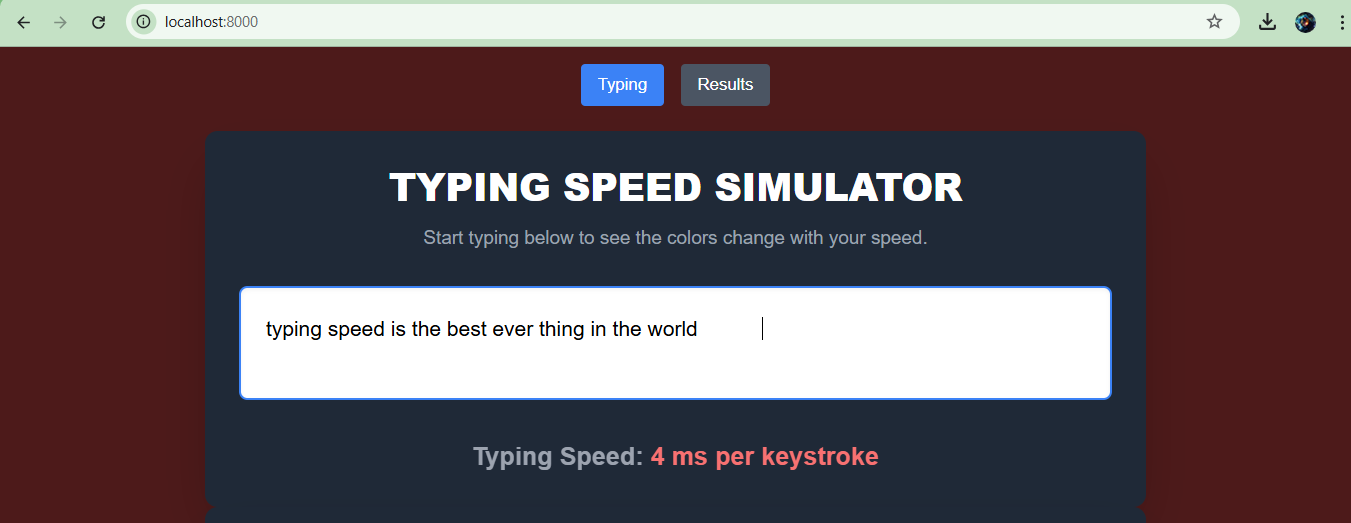 localhost:8000
Typing Results
TYPING SPEED SIMULATOR
Start typing below to see the colors change with your speed.
typing speed is the best ever thing in the world
Typing Speed: 4 ms per keystroke